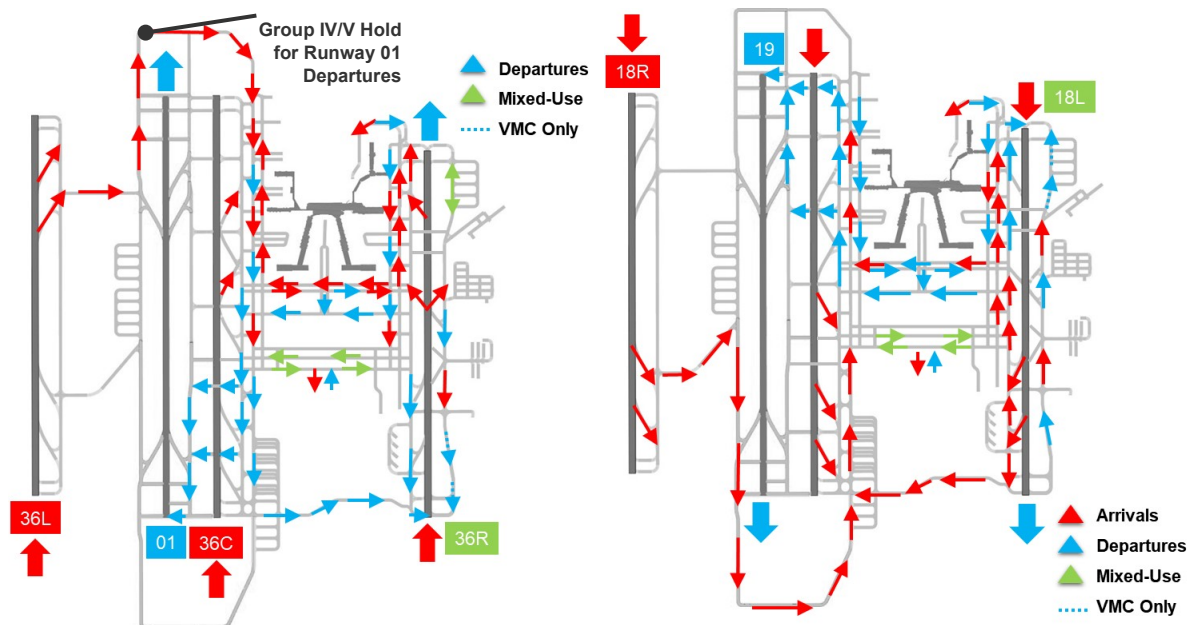 Group IV/V Hold
for Runway 01
Departures
Departures
Mixed-Use
VMC Only
36L
01
36C
36R
18R
19
18L
Arrivals
Departures
Mixed-Use
VMC Only